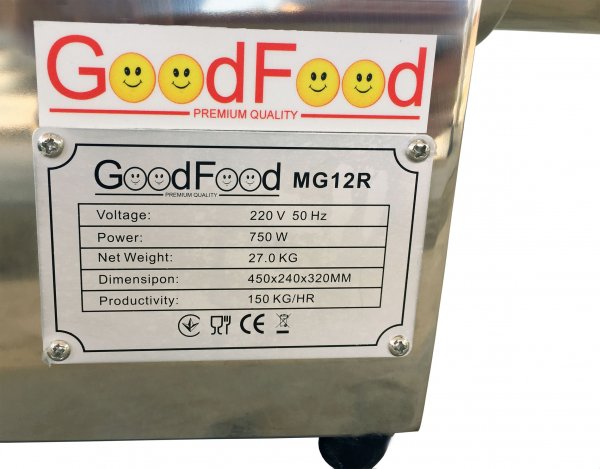 GoodFood
PREMIUM QUALITY
GoodFood MG12R
PREMIUM QUALITY
Voltage: 220 V 50 Hz
Power: 750 W
Net Weight: 27.0 KG
Dimensipon: 450x240x320MM
Productivity: 150 KG/HR
CE